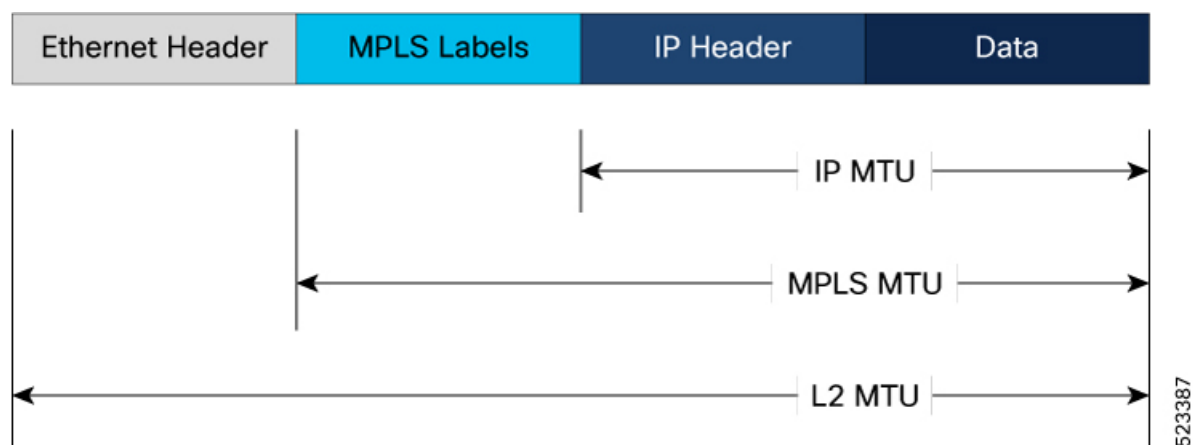 Ethernet Header MPLS Labels IP Header Data
IP MTU
MPLS MTU
L2 MTU
523387